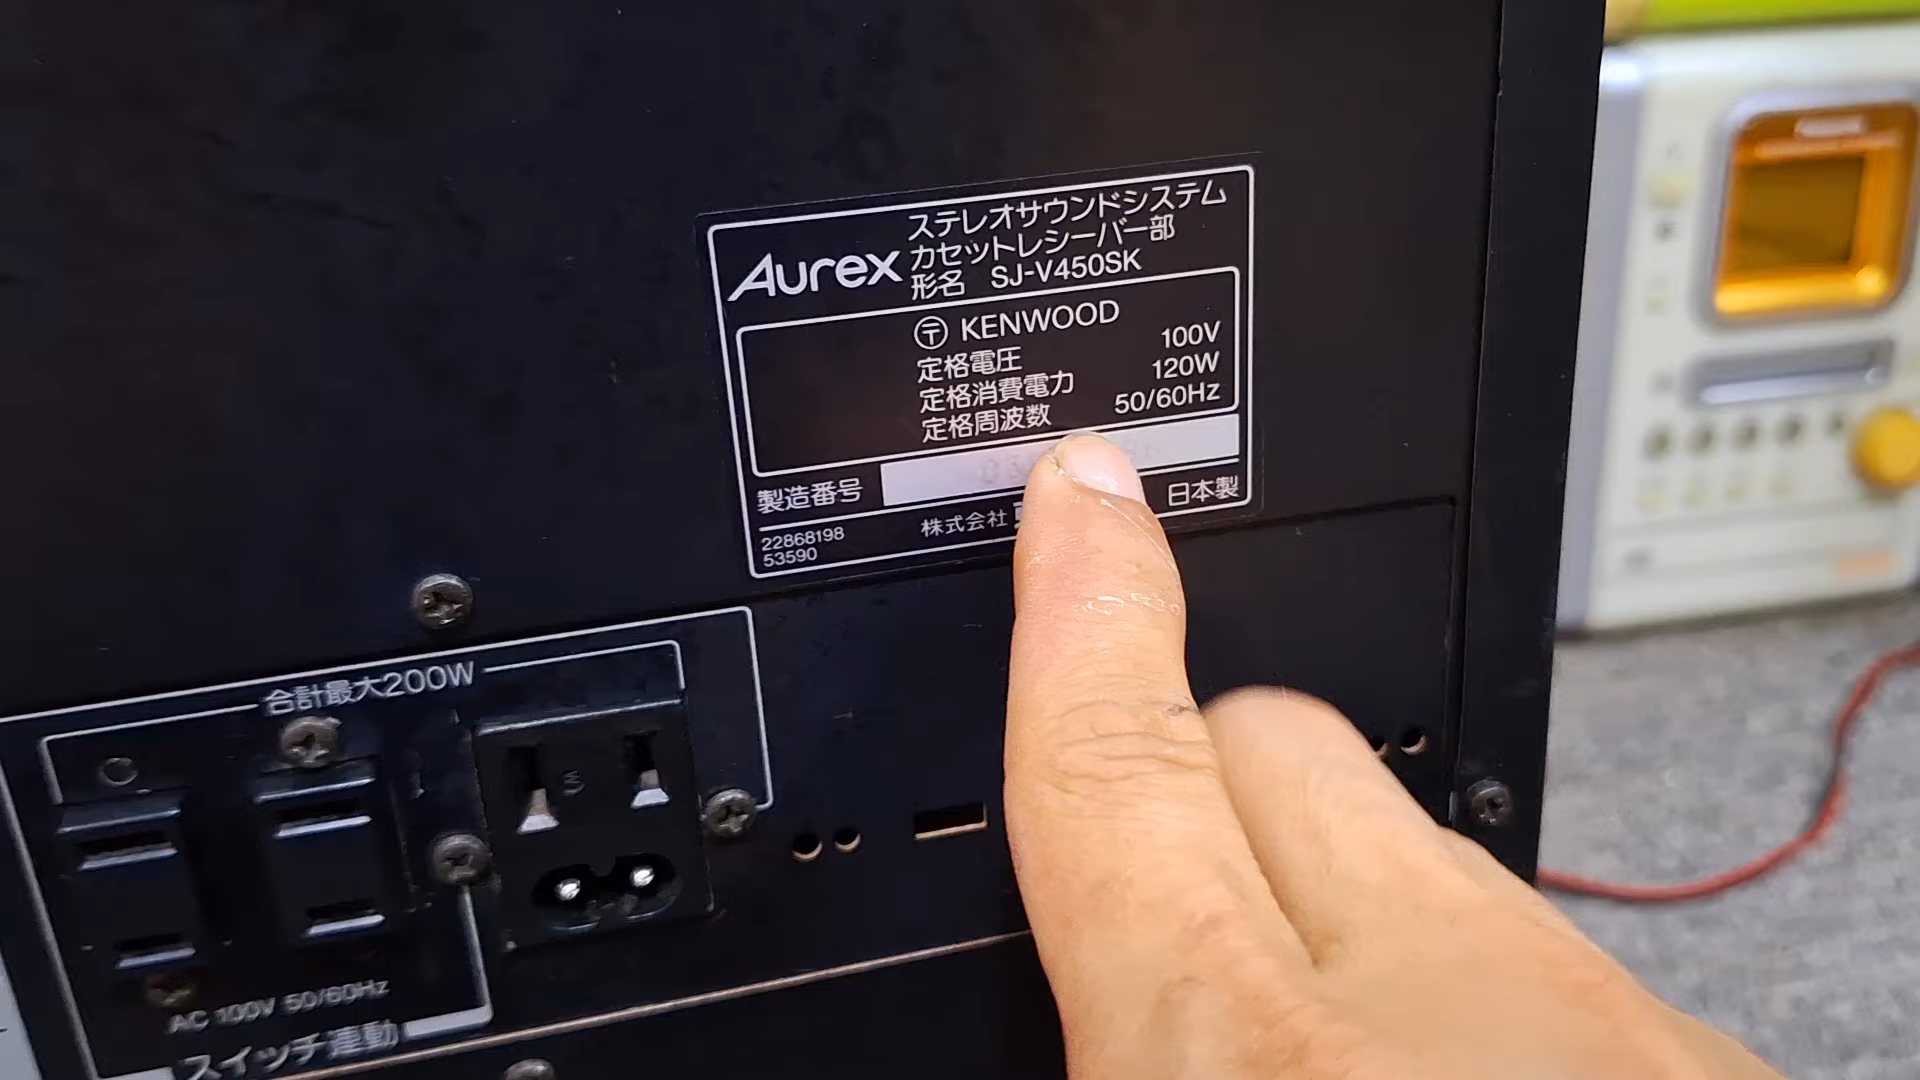 ステレオサウンドシステム
Aurex カセットレシーバー部
形名 SJ-V450SK
〒 KENWOOD
定格電圧 100V
定格消費電力 120W
定格周波数 50/60Hz
製造番号
日本製
株式会社
22868198
53590
合計最大200W
AC 100V 50/60Hz
スイッチ連動